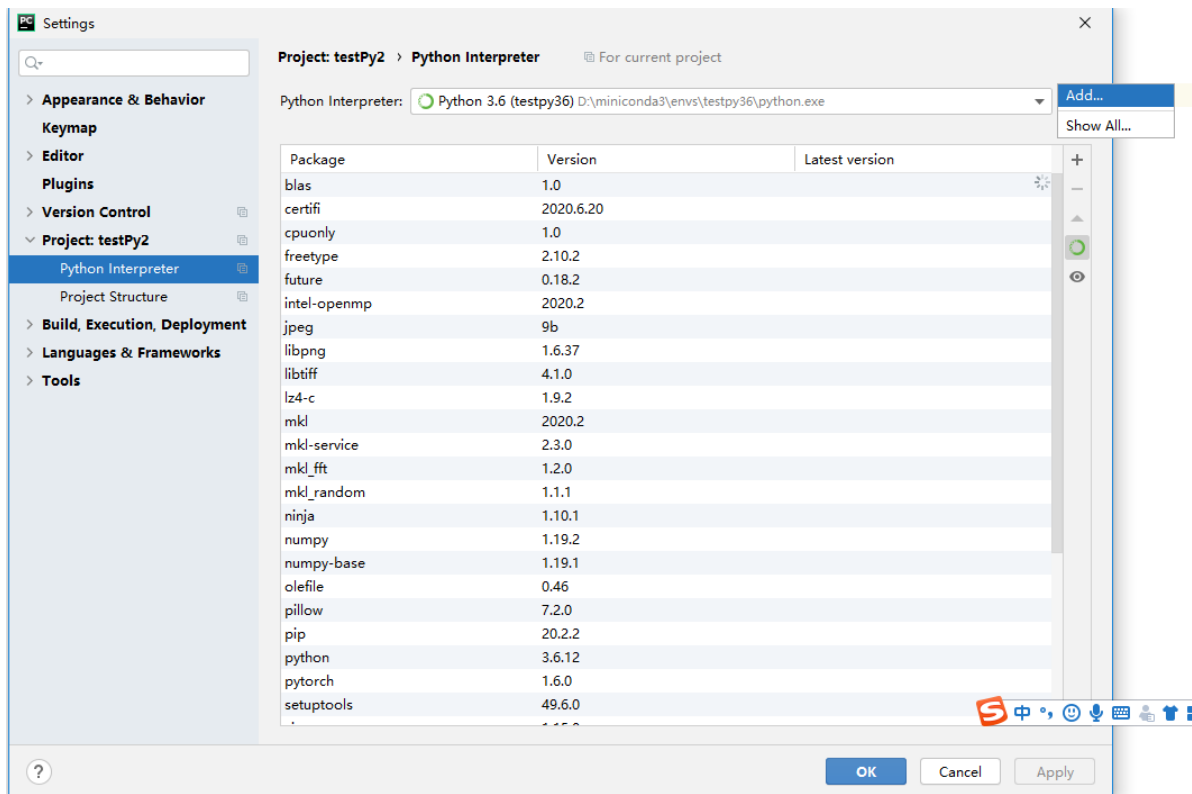 PC Settings
Project: testPy2 › Python Interpreter For current project
Python Interpreter: Python 3.6 (testpy36) D:\miniconda3\envs\testpy36\python.exe
Add...
Show All...
Appearance & Behavior
Keymap
Editor
Plugins
Version Control
Project: testPy2
Python Interpreter
Project Structure
Build, Execution, Deployment
Languages & Frameworks
Tools
Package Version Latest version
blas 1.0
certifi 2020.6.20
cpuonly 1.0
freetype 2.10.2
future 0.18.2
intel-openmp 2020.2
jpeg 9b
libpng 1.6.37
libtiff 4.1.0
lz4-c 1.9.2
mkl 2020.2
mkl-service 2.3.0
mkl_fft 1.2.0
mkl_random 1.1.1
ninja 1.10.1
numpy 1.19.2
numpy-base 1.19.1
olefile 0.46
pillow 7.2.0
pip 20.2.2
python 3.6.12
pytorch 1.6.0
setuptools 49.6.0
S 中
? OK Cancel Apply